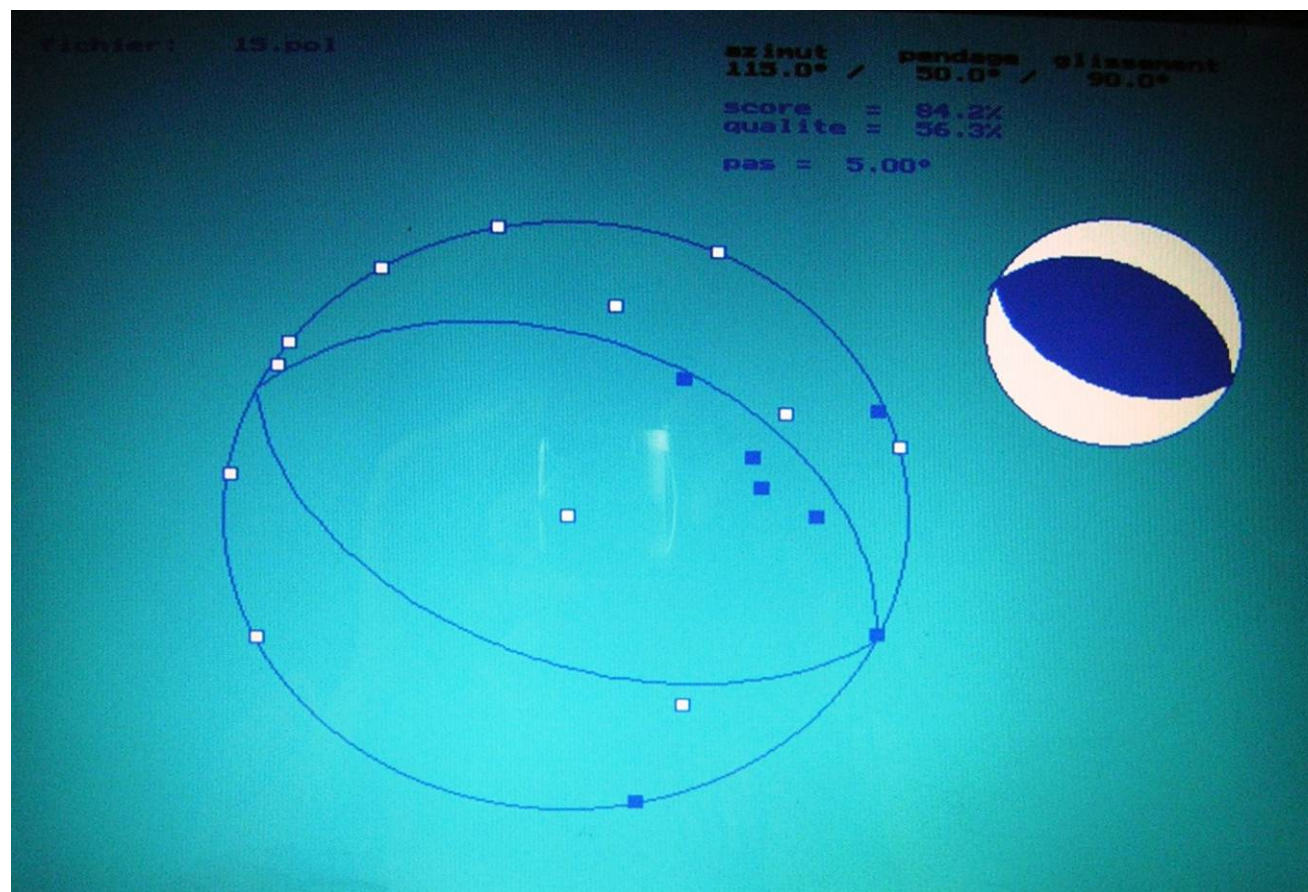 fichier: 15.pol
azimut pendage glissement
115.0° / 50.0° / 90.0°
score = 84.2%
qualite = 56.3%
pas = 5.00°